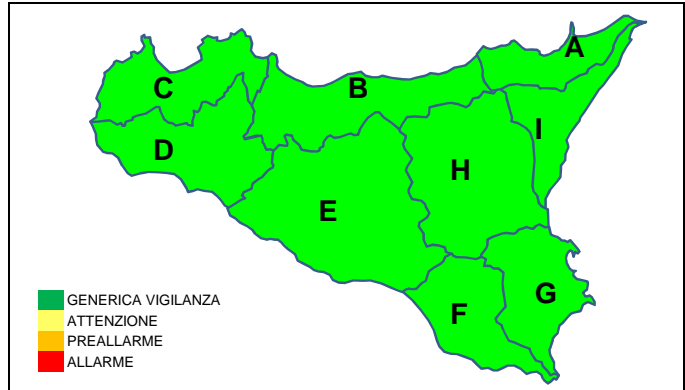 A
B
C
I
D
H
E
G
F
GENERICA VIGILANZA
ATTENZIONE
PREALLARME
ALLARME